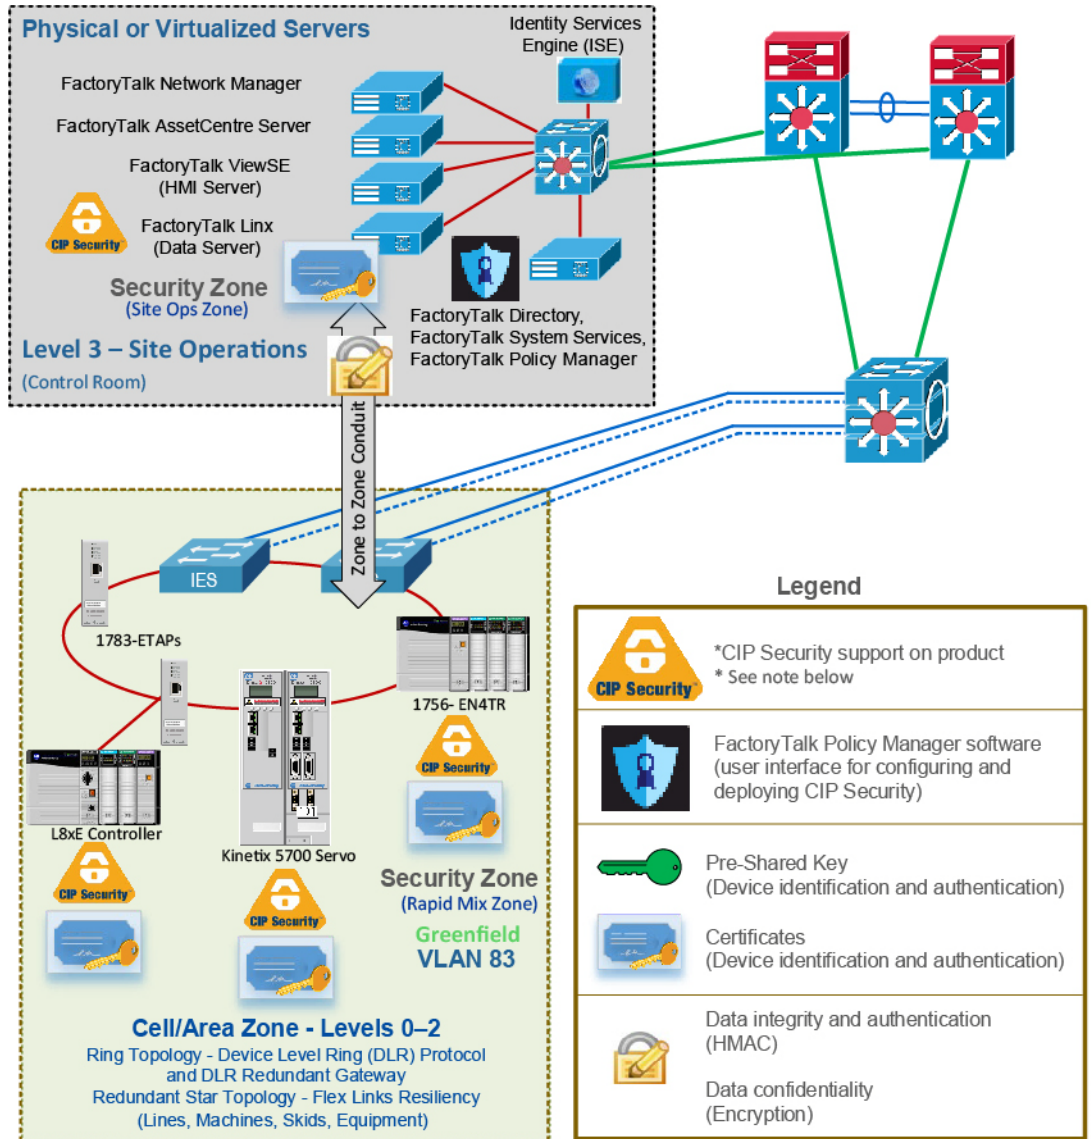 Physical or Virtualized Servers
Identity Services
Engine (ISE)
FactoryTalk Network Manager
FactoryTalk AssetCentre Server
FactoryTalk ViewSE
(HMI Server)
CIP Security™
FactoryTalk Linx
(Data Server)
Security Zone
(Site Ops Zone)
FactoryTalk Directory,
FactoryTalk System Services,
FactoryTalk Policy Manager
Level 3 – Site Operations
(Control Room)
Zone to Zone Conduit
IES
1783-ETAPs
1756- EN4TR
CIP Security™
L8xE Controller
CIP Security™
Kinetix 5700 Servo
CIP Security™
Security Zone
(Rapid Mix Zone)
Greenfield
VLAN 83
Cell/Area Zone - Levels 0–2
Ring Topology - Device Level Ring (DLR) Protocol
and DLR Redundant Gateway
Redundant Star Topology - Flex Links Resiliency
(Lines, Machines, Skids, Equipment)
Legend
CIP Security™
*CIP Security support on product
* See note below
FactoryTalk Policy Manager software
(user interface for configuring and
deploying CIP Security)
Pre-Shared Key
(Device identification and authentication)
Certificates
(Device identification and authentication)
Data integrity and authentication
(HMAC)
Data confidentiality
(Encryption)